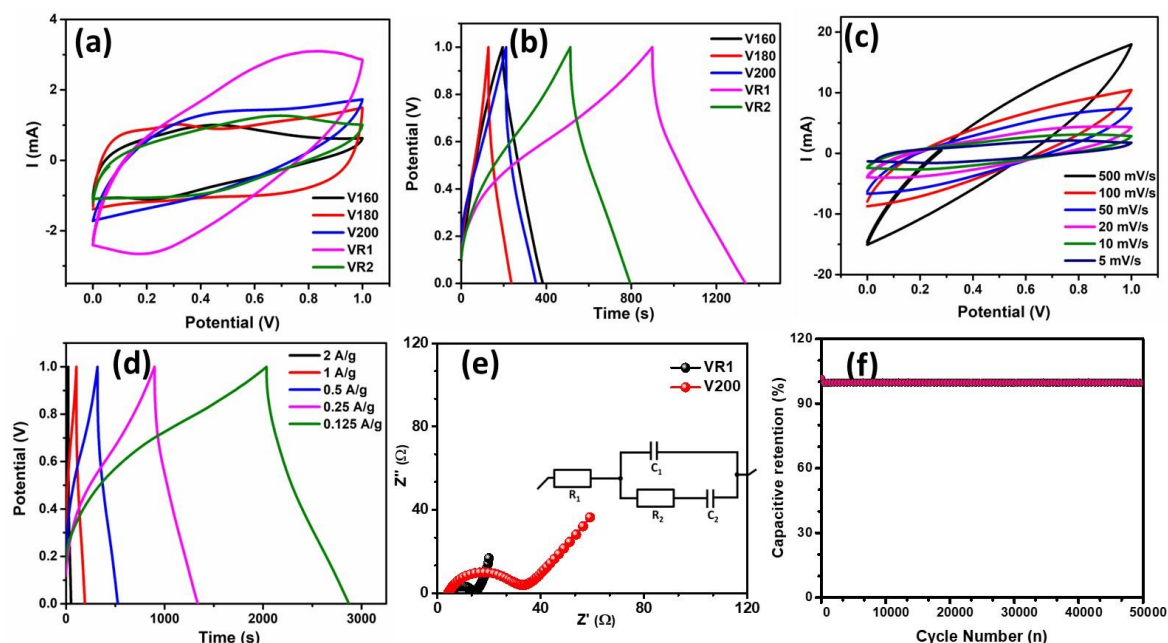 (a)
I (mA)
3
2
0
-2
0.0 0.2 0.4 0.6 0.8 1.0
Potential (V)
V160
V180
V200
VR1
VR2
(b)
Potential (V)
1.0
0.8
0.6
0.4
0.2
0.0
0 400 800 1200
Time (s)
V160
V180
V200
VR1
VR2
(c)
I (mA)
20
10
0
-10
-20
0.0 0.2 0.4 0.6 0.8 1.0
Potential (V)
500 mV/s
100 mV/s
50 mV/s
20 mV/s
10 mV/s
5 mV/s
(d)
Potential (V)
1.0
0.8
0.6
0.4
0.2
0.0
0 1000 2000 3000
Time (s)
2 A/g
1 A/g
0.5 A/g
0.25 A/g
0.125 A/g
(e)
Z'' (Ω)
120
80
40
0
0 40 80 120
Z' (Ω)
VR1
V200
C1
R1
R2
C2
(f)
Capacitive retention (%)
120
90
60
30
0
0 10000 20000 30000 40000 50000
Cycle Number (n)